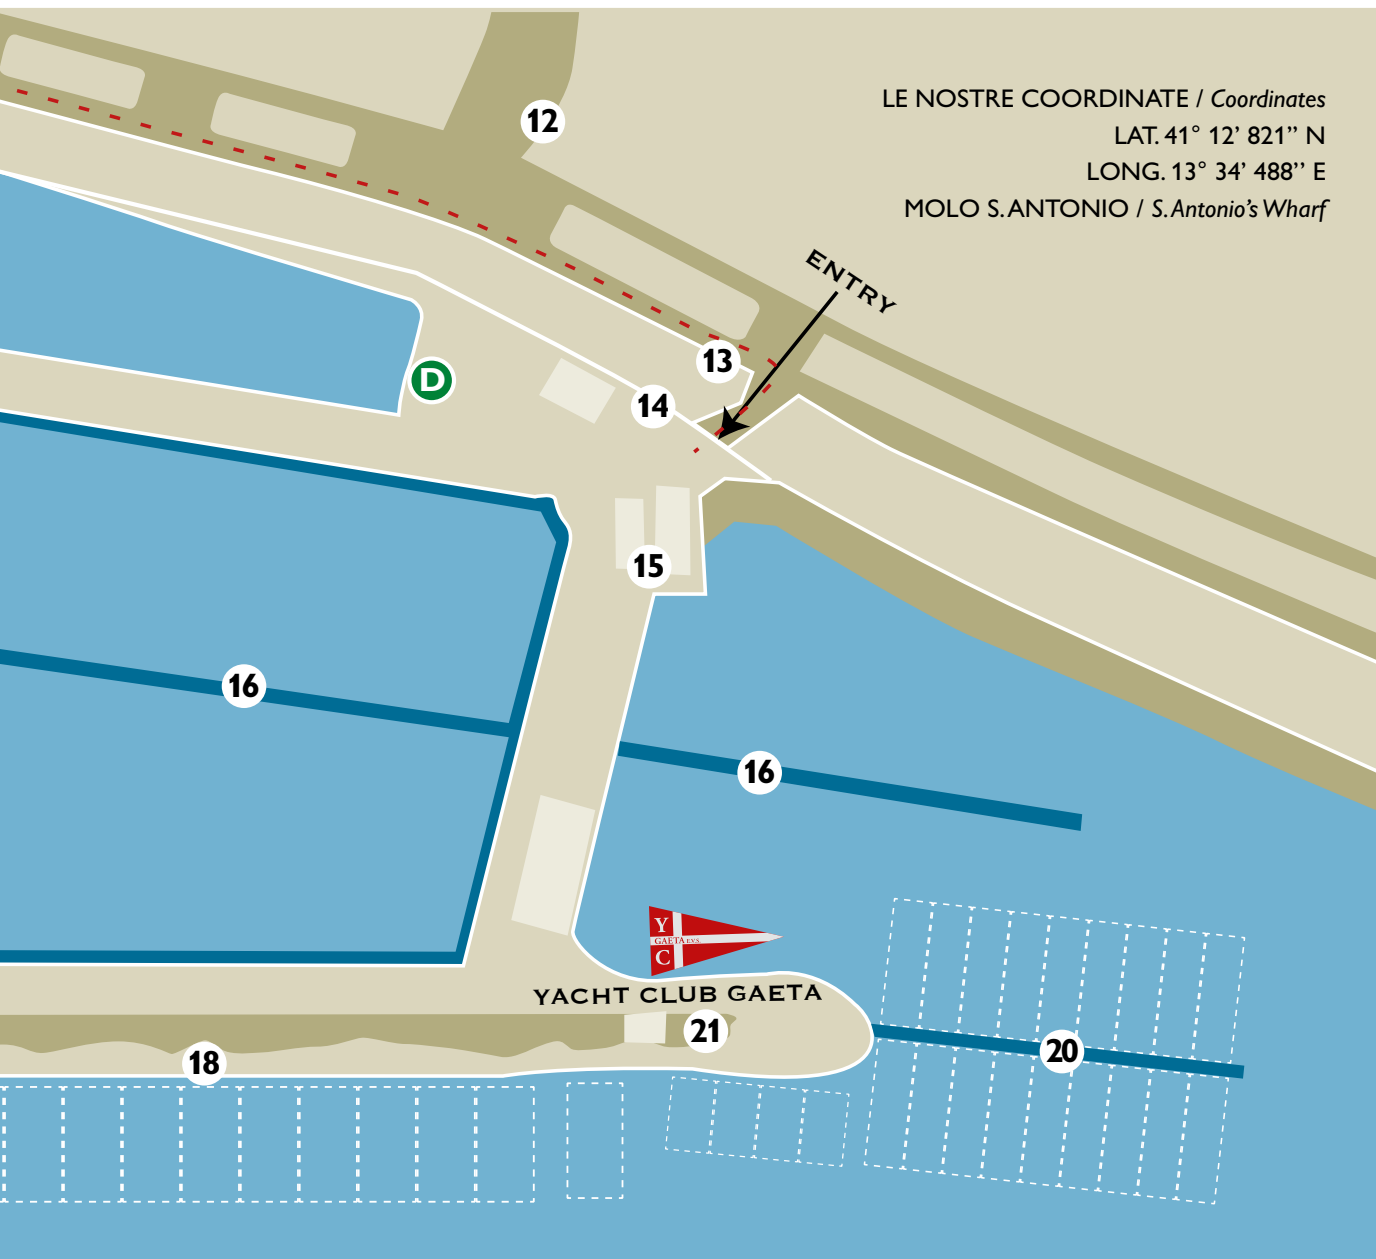 12
LE NOSTRE COORDINATE / Coordinates
LAT. 41° 12’ 821” N
LONG. 13° 34’ 488’’ E
MOLO S. ANTONIO / S. Antonio’s Wharf
ENTRY
13
D
14
15
16
16
Y
GAETA E.V.S.
C
YACHT CLUB GAETA
21
20
18